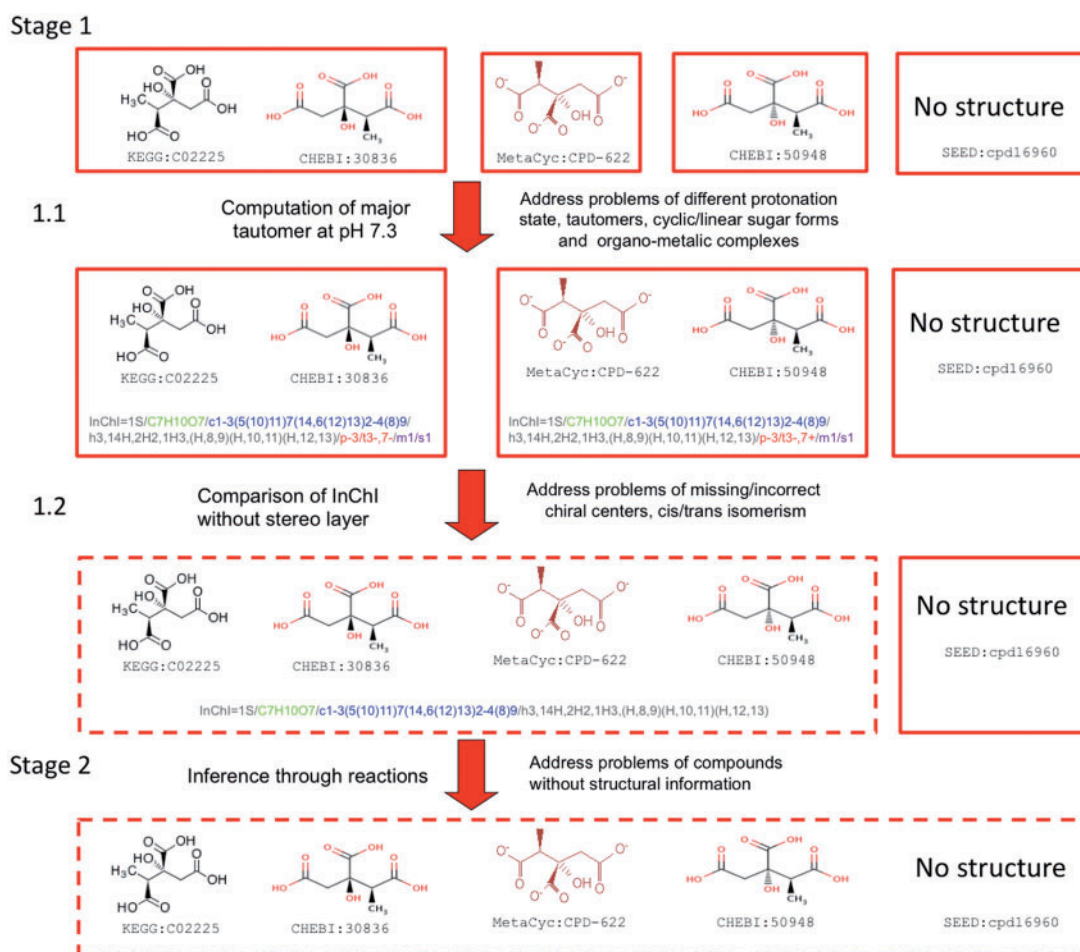 Stage 1
KEGG:C02225
CHEBI:30836
MetaCyc:CPD-622
CHEBI:50948
No structure
SEED:cpd16960
1.1
Computation of major
tautomer at pH 7.3
Address problems of different protonation
state, tautomers, cyclic/linear sugar forms
and organo-metalic complexes
KEGG:C02225
CHEBI:30836
MetaCyc:CPD-622
CHEBI:50948
No structure
SEED:cpd16960
InChI=1S/C7H10O7/c1-3(5(10)11)7(14,6(12)13)2-4(8)9/
h3,14H,2H2,1H3,(H,8,9)(H,10,11)(H,12,13)/p-3/t3-,7-/m1/s1
InChI=1S/C7H10O7/c1-3(5(10)11)7(14,6(12)13)2-4(8)9/
h3,14H,2H2,1H3,(H,8,9)(H,10,11)(H,12,13)/p-3/t3-,7+/m1/s1
1.2
Comparison of InChI
without stereo layer
Address problems of missing/incorrect
chiral centers, cis/trans isomerism
KEGG:C02225
CHEBI:30836
MetaCyc:CPD-622
CHEBI:50948
No structure
SEED:cpd16960
InChI=1S/C7H10O7/c1-3(5(10)11)7(14,6(12)13)2-4(8)9/h3,14H,2H2,1H3,(H,8,9)(H,10,11)(H,12,13)
Stage 2
Inference through reactions
Address problems of compounds
without structural information
KEGG:C02225
CHEBI:30836
MetaCyc:CPD-622
CHEBI:50948
No structure
SEED:cpd16960